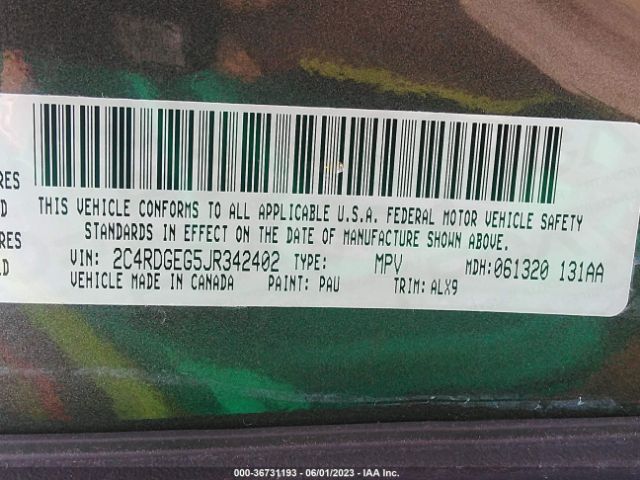 RES
THIS VEHICLE CONFORMS TO ALL APPLICABLE U.S.A. FEDERAL MOTOR VEHICLE SAFETY
D
STANDARDS IN EFFECT ON THE DATE OF MANUFACTURE SHOWN ABOVE.
RES
VIN: 2C4RDGEG5JR342402 TYPE: MPV MDH:061320 131AA
LD
VEHICLE MADE IN CANADA PAINT: PAU TRIM: ALX9
000-36731193 - 06/01/2023 - IAA Inc.